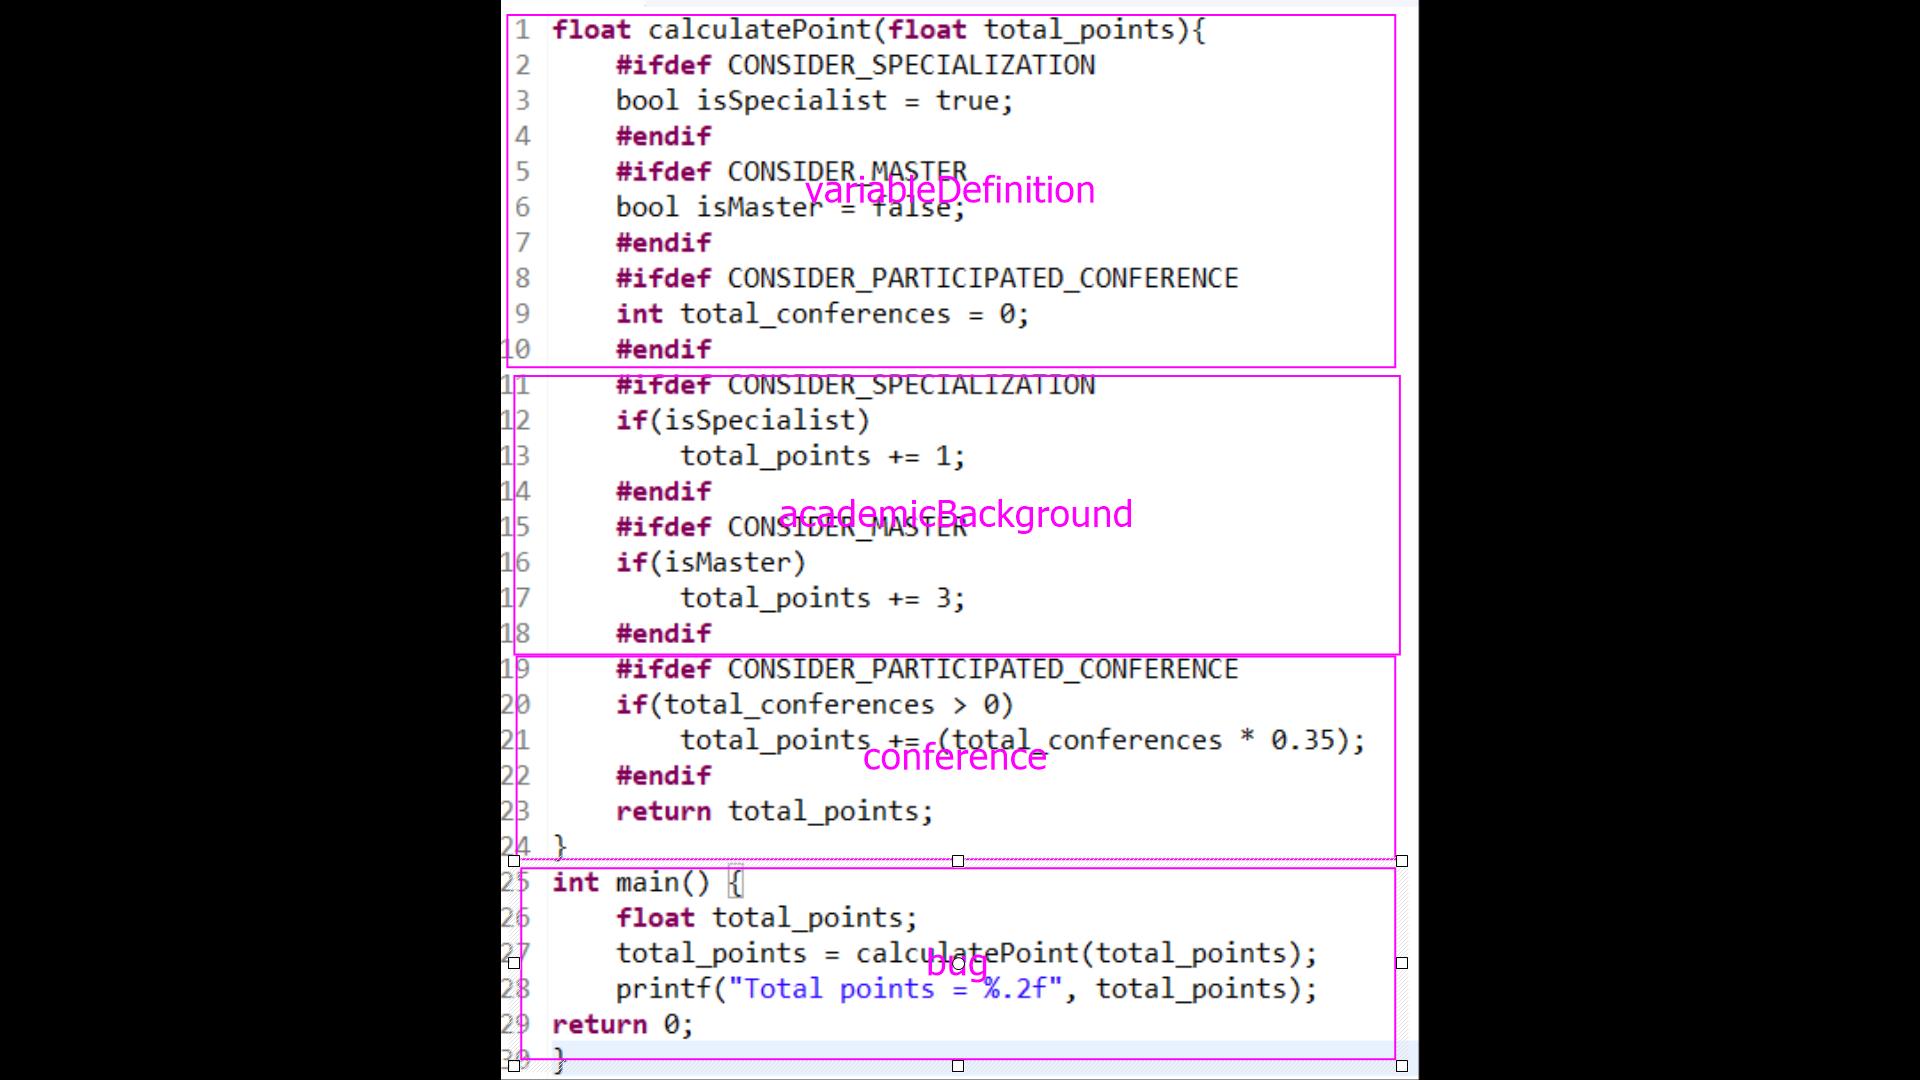 1 float calculatePoint(float total_points){
2 #ifdef CONSIDER_SPECIALIZATION
3 bool isSpecialist = true;
4 #endif
5 #ifdef CONSIDER_MASTER
variableDefinition
6 bool isMaster = false;
7 #endif
8 #ifdef CONSIDER_PARTICIPATED_CONFERENCE
9 int total_conferences = 0;
10 #endif
11 #ifdef CONSIDER_SPECIALIZATION
12 if(isSpecialist)
13 total_points += 1;
14 #endif
academicBackground
15 #ifdef CONSIDER_MASTER
16 if(isMaster)
17 total_points += 3;
18 #endif
19 #ifdef CONSIDER_PARTICIPATED_CONFERENCE
20 if(total_conferences > 0)
21 total_points += (total_conferences * 0.35);
conference
22 #endif
23 return total_points;
24 }
25 int main() {
26 float total_points;
27 total_points = calculatePoint(total_points);
bug
28 printf("Total points = %.2f", total_points);
29 return 0;
30 }